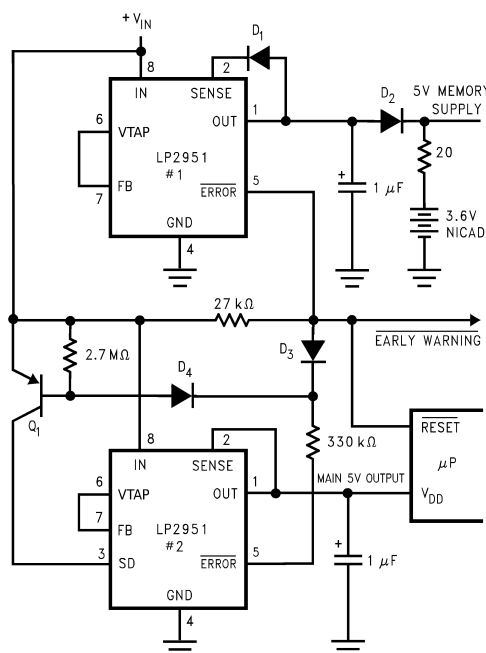 + VIN
D1
8
2
IN
SENSE
D2
5V MEMORY
SUPPLY
6
VTAP
OUT
1
LP2951
#1
20
7
FB
ERROR
5
1 μF
GND
4
3.6V
NICAD
27 kΩ
2.7 MΩ
D3
EARLY WARNING
D4
Q1
330 kΩ
RESET
8
2
IN
SENSE
μP
6
VTAP
OUT
1
MAIN 5V OUTPUT
VDD
7
FB
LP2951
#2
3
SD
ERROR
5
1 μF
GND
4